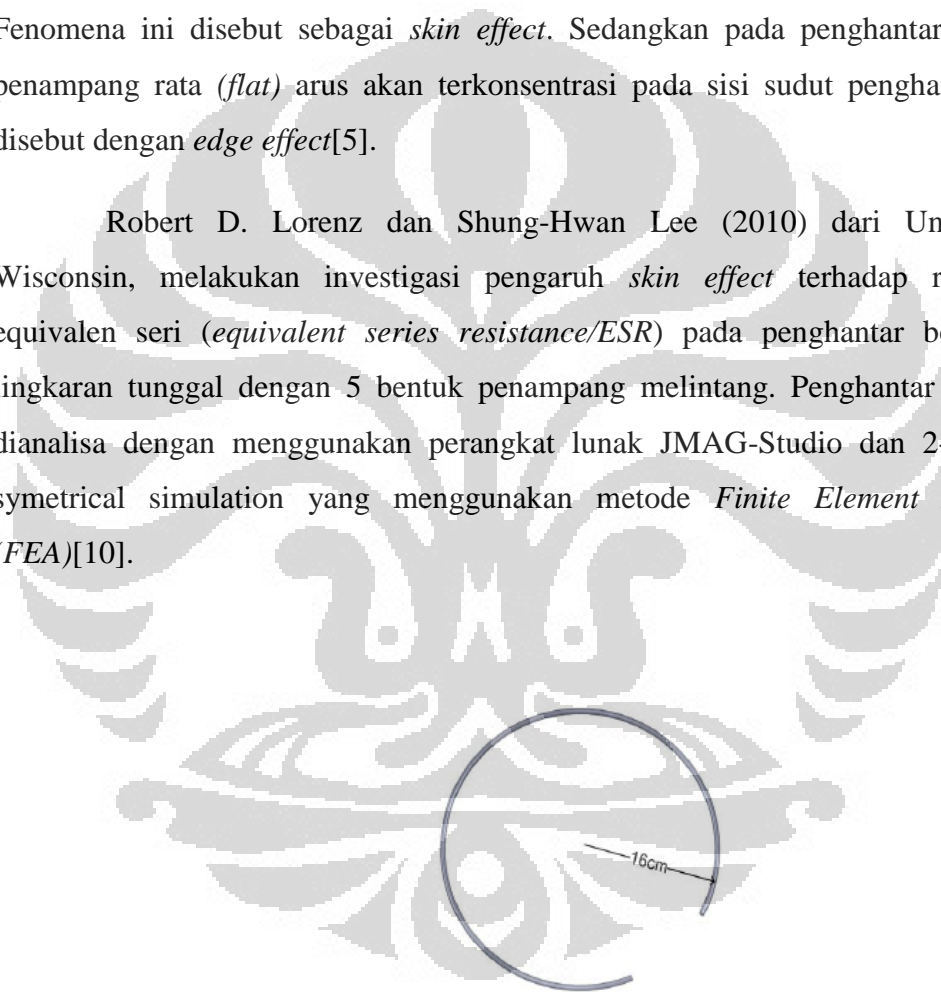 Fenomena ini disebut sebagai skin effect. Sedangkan pada penghantar
penampang rata (flat) arus akan terkonsentrasi pada sisi sudut
disebut dengan edge effect[5].
Robert D. Lorenz dan Shung-Hwan Lee (2010) dari
Wisconsin, melakukan investigasi pengaruh skin effect terhadap
equivalen seri (equivalent series resistance/ESR) pada penghantar
lingkaran tunggal dengan 5 bentuk penampang melintang. Penghantar
dianalisa dengan menggunakan perangkat lunak JMAG-Studio dan 2-
symetrical simulation yang menggunakan metode Finite Element
(FEA)[10].
16cm